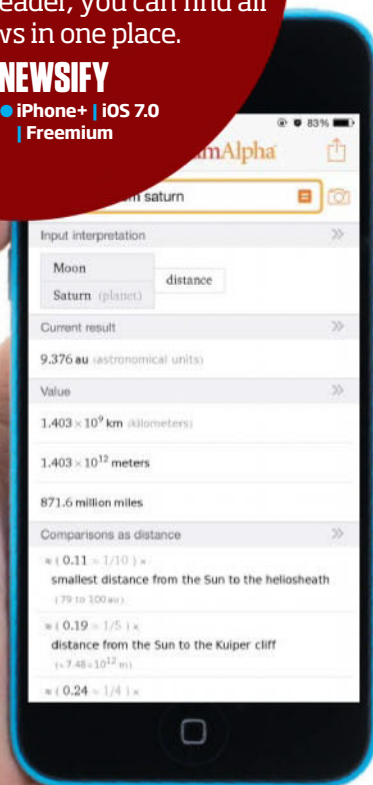 eader, you can find all
ws in one place.
NEWSIFY
● iPhone+ | iOS 7.0
| Freemium
83%
mAlpha
saturn
Input interpretation
Moon
Saturn (planet)
distance
Current result
9.376 au (astronomical units)
Value
1.403 × 10⁹ km (kilometers)
1.403 × 10¹² meters
871.6 million miles
Comparisons as distance
≈ ( 0.11 ≈ 1/10 ) ×
smallest distance from the Sun to the heliosheath
(79 to 100 au)
≈ ( 0.19 ≈ 1/5 ) ×
distance from the Sun to the Kuiper cliff
(≈ 7.48×10¹² m)
≈ ( 0.24 ≈ 1/4 ) ×